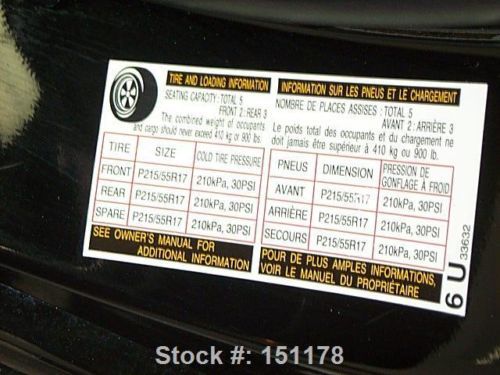 TIRE AND LOADING INFORMATION
SEATING CAPACITY : TOTAL 5
FRONT 2 : REAR 3
The combined weight of occupants
and cargo should never exceed 410 kg or 900 lbs.
TIRE SIZE COLD TIRE PRESSURE
FRONT P215/55R17 210kPa, 30PSI
REAR P215/55R17 210kPa, 30PSI
SPARE P215/55R17 210kPa, 30PSI
SEE OWNER'S MANUAL FOR
ADDITIONAL INFORMATION
INFORMATION SUR LES PNEUS ET LE CHARGEMENT
NOMBRE DE PLACES ASSISES : TOTAL 5
AVANT 2 : ARRIÈRE 3
Le poids total des occupants et du chargement ne
doit jamais être supérieur à 410 kg ou 900 lb.
PNEUS DIMENSION PRESSION DE
GONFLAGE À FROID
AVANT P215/55R17 210kPa, 30PSI
ARRIÈRE P215/55R17 210kPa, 30PSI
SECOURS P215/55R17 210kPa, 30PSI
POUR DE PLUS AMPLES INFORMATIONS,
VOIR LE MANUEL DU PROPRIÉTAIRE
6 U 33632
Stock #: 151178